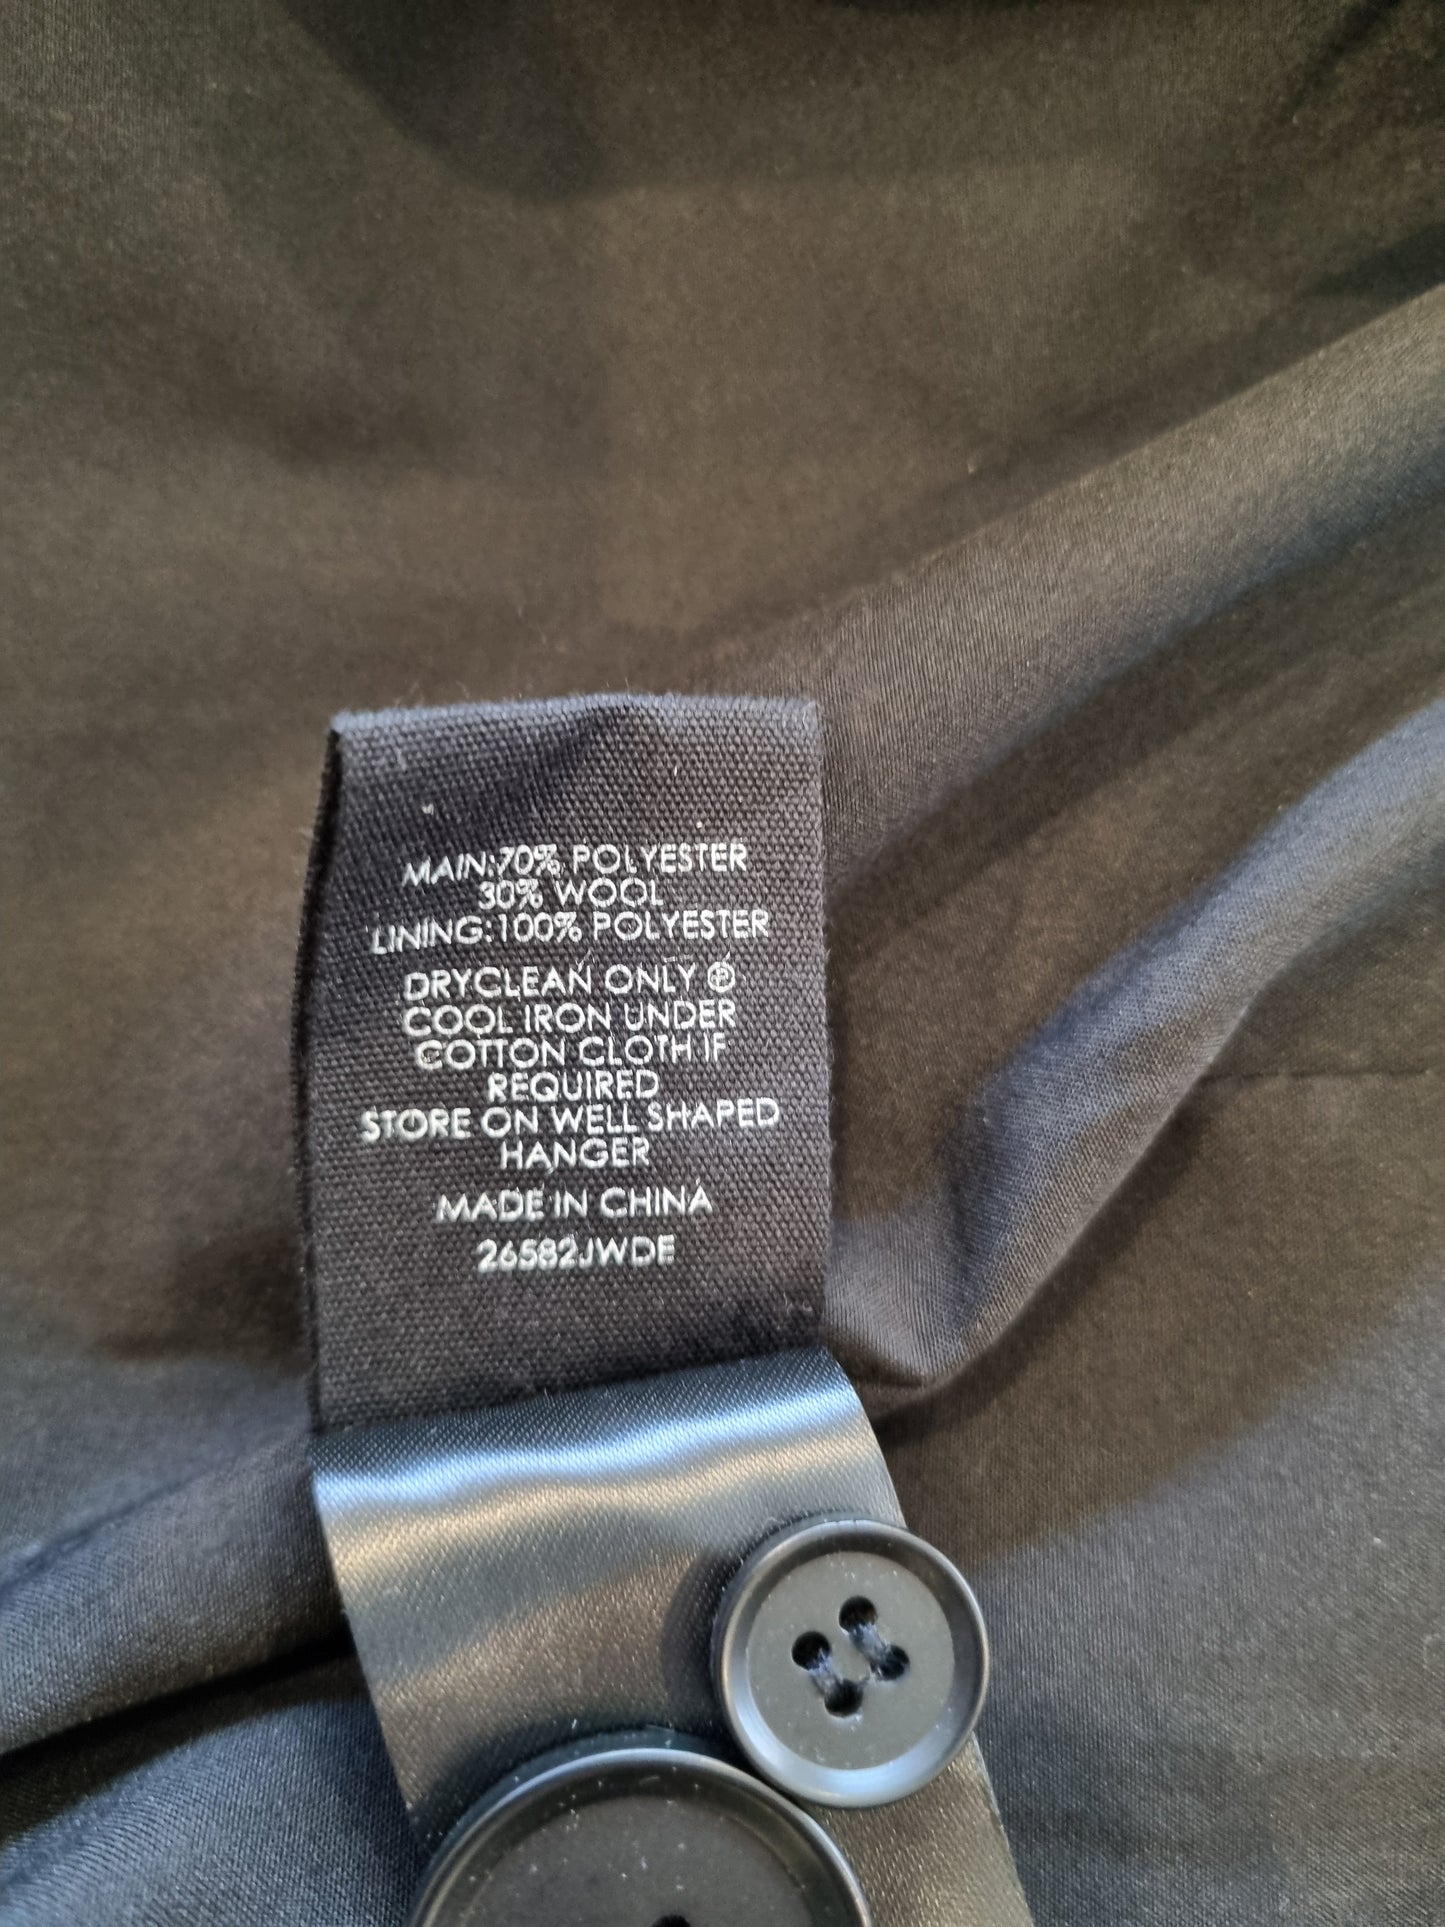 MAIN:70% POLYESTER
30% WOOL
LINING:100% POLYESTER
DRYCLEAN ONLY Ⓟ
COOL IRON UNDER
COTTON CLOTH IF
REQUIRED
STORE ON WELL SHAPED
HANGER
MADE IN CHINA
26582JWDE